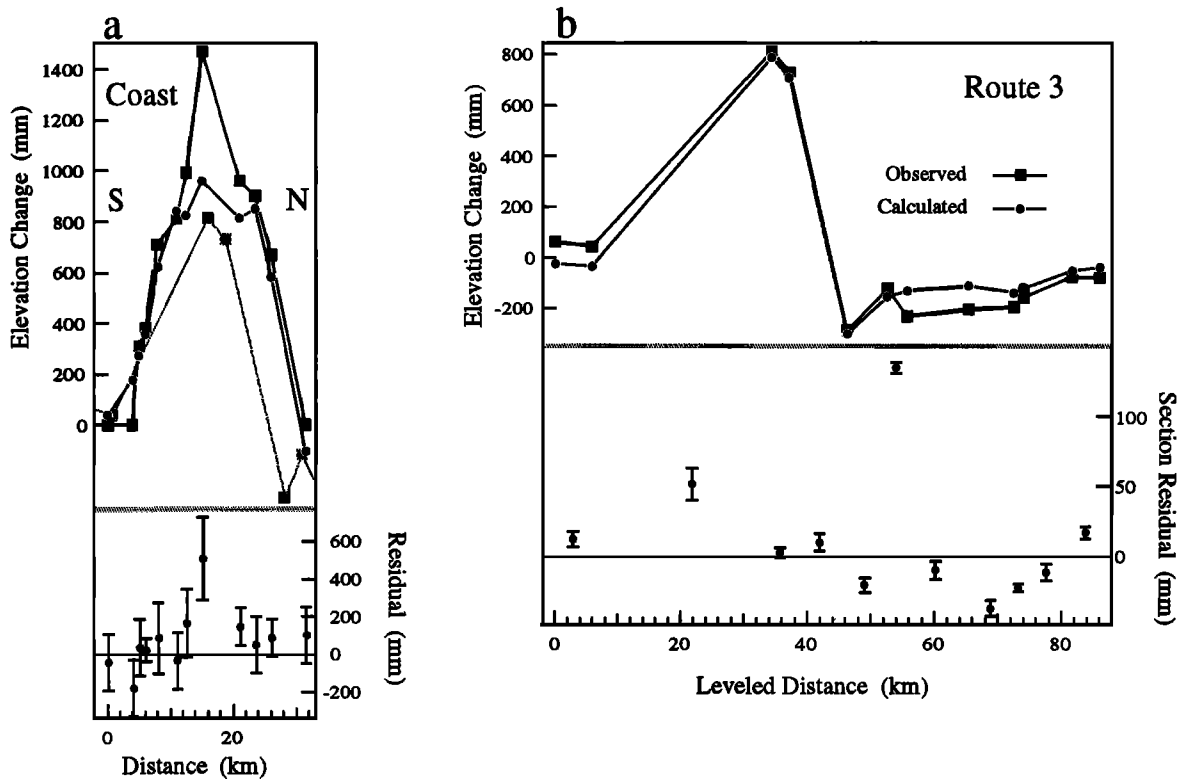 a
1400
1200
1000
800
600
400
200
0
Elevation Change (mm)
Coast
S
N
600
400
200
0
-200
Residual (mm)
0
20
Distance (km)
b
800
600
400
200
0
-200
Elevation Change (mm)
Route 3
Observed
Calculated
100
50
0
Section Residual (mm)
0
20
40
60
80
Leveled Distance (km)